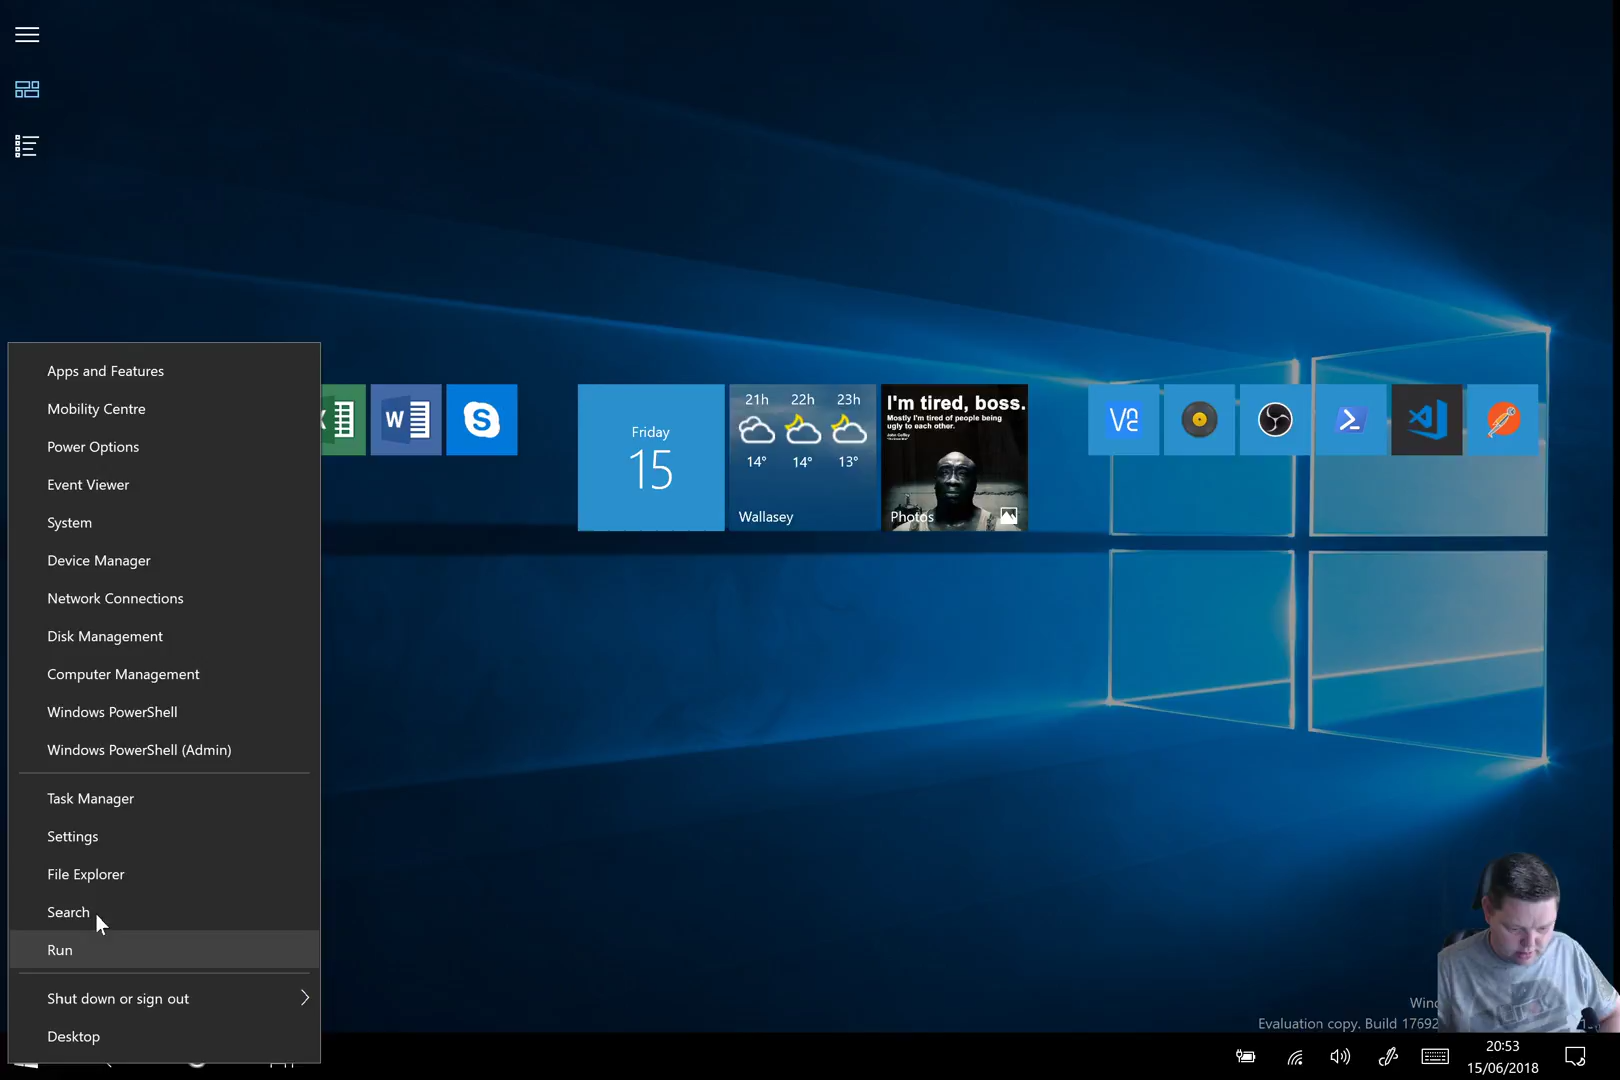 Apps and Features
Mobility Centre
Power Options
Event Viewer
System
Device Manager
Network Connections
Disk Management
Computer Management
Windows PowerShell
Windows PowerShell (Admin)
Task Manager
Settings
File Explorer
Search
Run
Shut down or sign out
Desktop
W
S
Friday
15
21h 22h 23h
14° 14° 13°
Wallasey
I'm tired, boss.
Mostly I'm tired of people being
ugly to each other.
Photos
Evaluation copy. Build 17692
20:53
15/06/2018